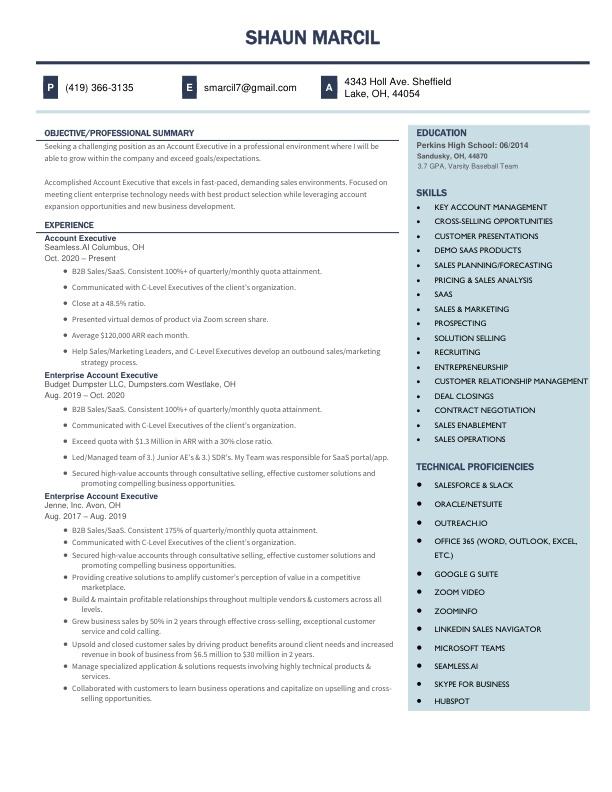 SHAUN MARCIL
P (419) 366-3135 E smarcil7@gmail.com A 4343 Holl Ave. Sheffield
Lake, OH, 44054
OBJECTIVE/PROFESSIONAL SUMMARY
Seeking a challenging position as an Account Executive in a professional environment where I will be
able to grow within the company and exceed goals/expectations.
Accomplished Account Executive that excels in fast-paced, demanding sales environments. Focused on
meeting client enterprise technology needs with best product selection while leveraging account
expansion opportunities and new business development.
EXPERIENCE
Account Executive
Seamless.AI Columbus, OH
Oct. 2020 – Present
● B2B Sales/SaaS. Consistent 100%+ of quarterly/monthly quota attainment.
● Communicated with C-Level Executives of the client's organization.
● Close at a 48.5% ratio.
● Presented virtual demos of product via Zoom screen share.
● Average $120,000 ARR each month.
● Help Sales/Marketing Leaders, and C-Level Executives develop an outbound sales/marketing
strategy process.
Enterprise Account Executive
Budget Dumpster LLC, Dumpsters.com Westlake, OH
Aug. 2019 – Oct. 2020
● B2B Sales/SaaS. Consistent 100%+ of quarterly/monthly quota attainment.
● Communicated with C-Level Executives of the client's organization.
● Exceed quota with $1.3 Million in ARR with a 30% close ratio.
● Led/Managed team of 3.) Junior AE's & 3.) SDR's. My Team was responsible for SaaS portal/app.
● Secured high-value accounts through consultative selling, effective customer solutions and
promoting compelling business opportunities.
Enterprise Account Executive
Jenne, Inc. Avon, OH
Aug. 2017 – Aug. 2019
● B2B Sales/SaaS. Consistent 175% of quarterly/monthly quota attainment.
● Communicated with C-Level Executives of the client's organization.
● Secured high-value accounts through consultative selling, effective customer solutions and
promoting compelling business opportunities.
● Providing creative solutions to amplify customer's perception of value in a competitive
marketplace.
● Build & maintain profitable relationships throughout multiple vendors & customers across all
levels.
● Grew business sales by 50% in 2 years through effective cross-selling, exceptional customer
service and cold calling.
● Upsold and closed customer sales by driving product benefits around client needs and increased
revenue in book of business from $6.5 million to $30 million in 2 years.
● Manage specialized application & solutions requests involving highly technical products &
services.
● Collaborated with customers to learn business operations and capitalize on upselling and cross-
selling opportunities.
EDUCATION
Perkins High School: 06/2014
Sandusky, OH, 44870
3.7 GPA, Varsity Baseball Team
SKILLS
• KEY ACCOUNT MANAGEMENT
• CROSS-SELLING OPPORTUNITIES
• CUSTOMER PRESENTATIONS
• DEMO SAAS PRODUCTS
• SALES PLANNING/FORECASTING
• PRICING & SALES ANALYSIS
• SAAS
• SALES & MARKETING
• PROSPECTING
• SOLUTION SELLING
• RECRUITING
• ENTREPRENEURSHIP
• CUSTOMER RELATIONSHIP MANAGEMENT
• DEAL CLOSINGS
• CONTRACT NEGOTIATION
• SALES ENABLEMENT
• SALES OPERATIONS
TECHNICAL PROFICIENCIES
● SALESFORCE & SLACK
● ORACLE/NETSUITE
● OUTREACH.IO
● OFFICE 365 (WORD, OUTLOOK, EXCEL,
ETC.)
● GOOGLE G SUITE
● ZOOM VIDEO
● ZOOMINFO
● LINKEDIN SALES NAVIGATOR
● MICROSOFT TEAMS
● SEAMLESS.AI
● SKYPE FOR BUSINESS
● HUBSPOT